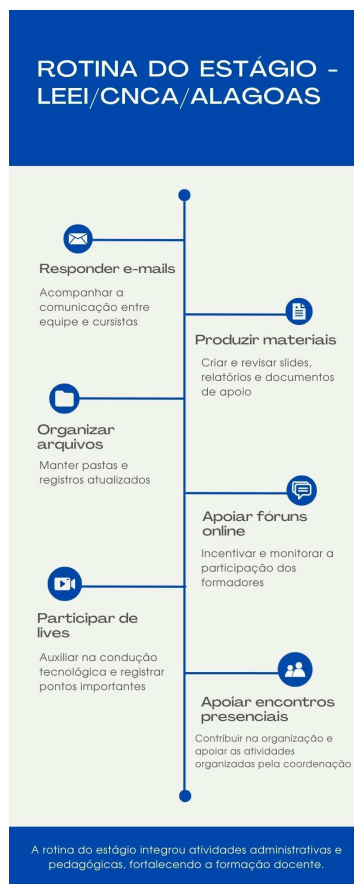 ROTINA DO ESTÁGIO -
LEEI/CNCA/ALAGOAS
Responder e-mails
Acompanhar a
comunicação entre
equipe e cursistas
Produzir materiais
Criar e revisar slides,
relatórios e documentos
de apoio
Organizar
arquivos
Manter pastas e
registros atualizados
Apoiar fóruns
online
Incentivar e monitorar a
participação dos
formadores
Participar de
lives
Auxiliar na condução
tecnológica e registrar
pontos importantes
Apoiar encontros
presenciais
Contribuir na organização e
apoiar as atividades
organizadas pela coordenação
A rotina do estágio integrou atividades administrativas e
pedagógicas, fortalecendo a formação docente.